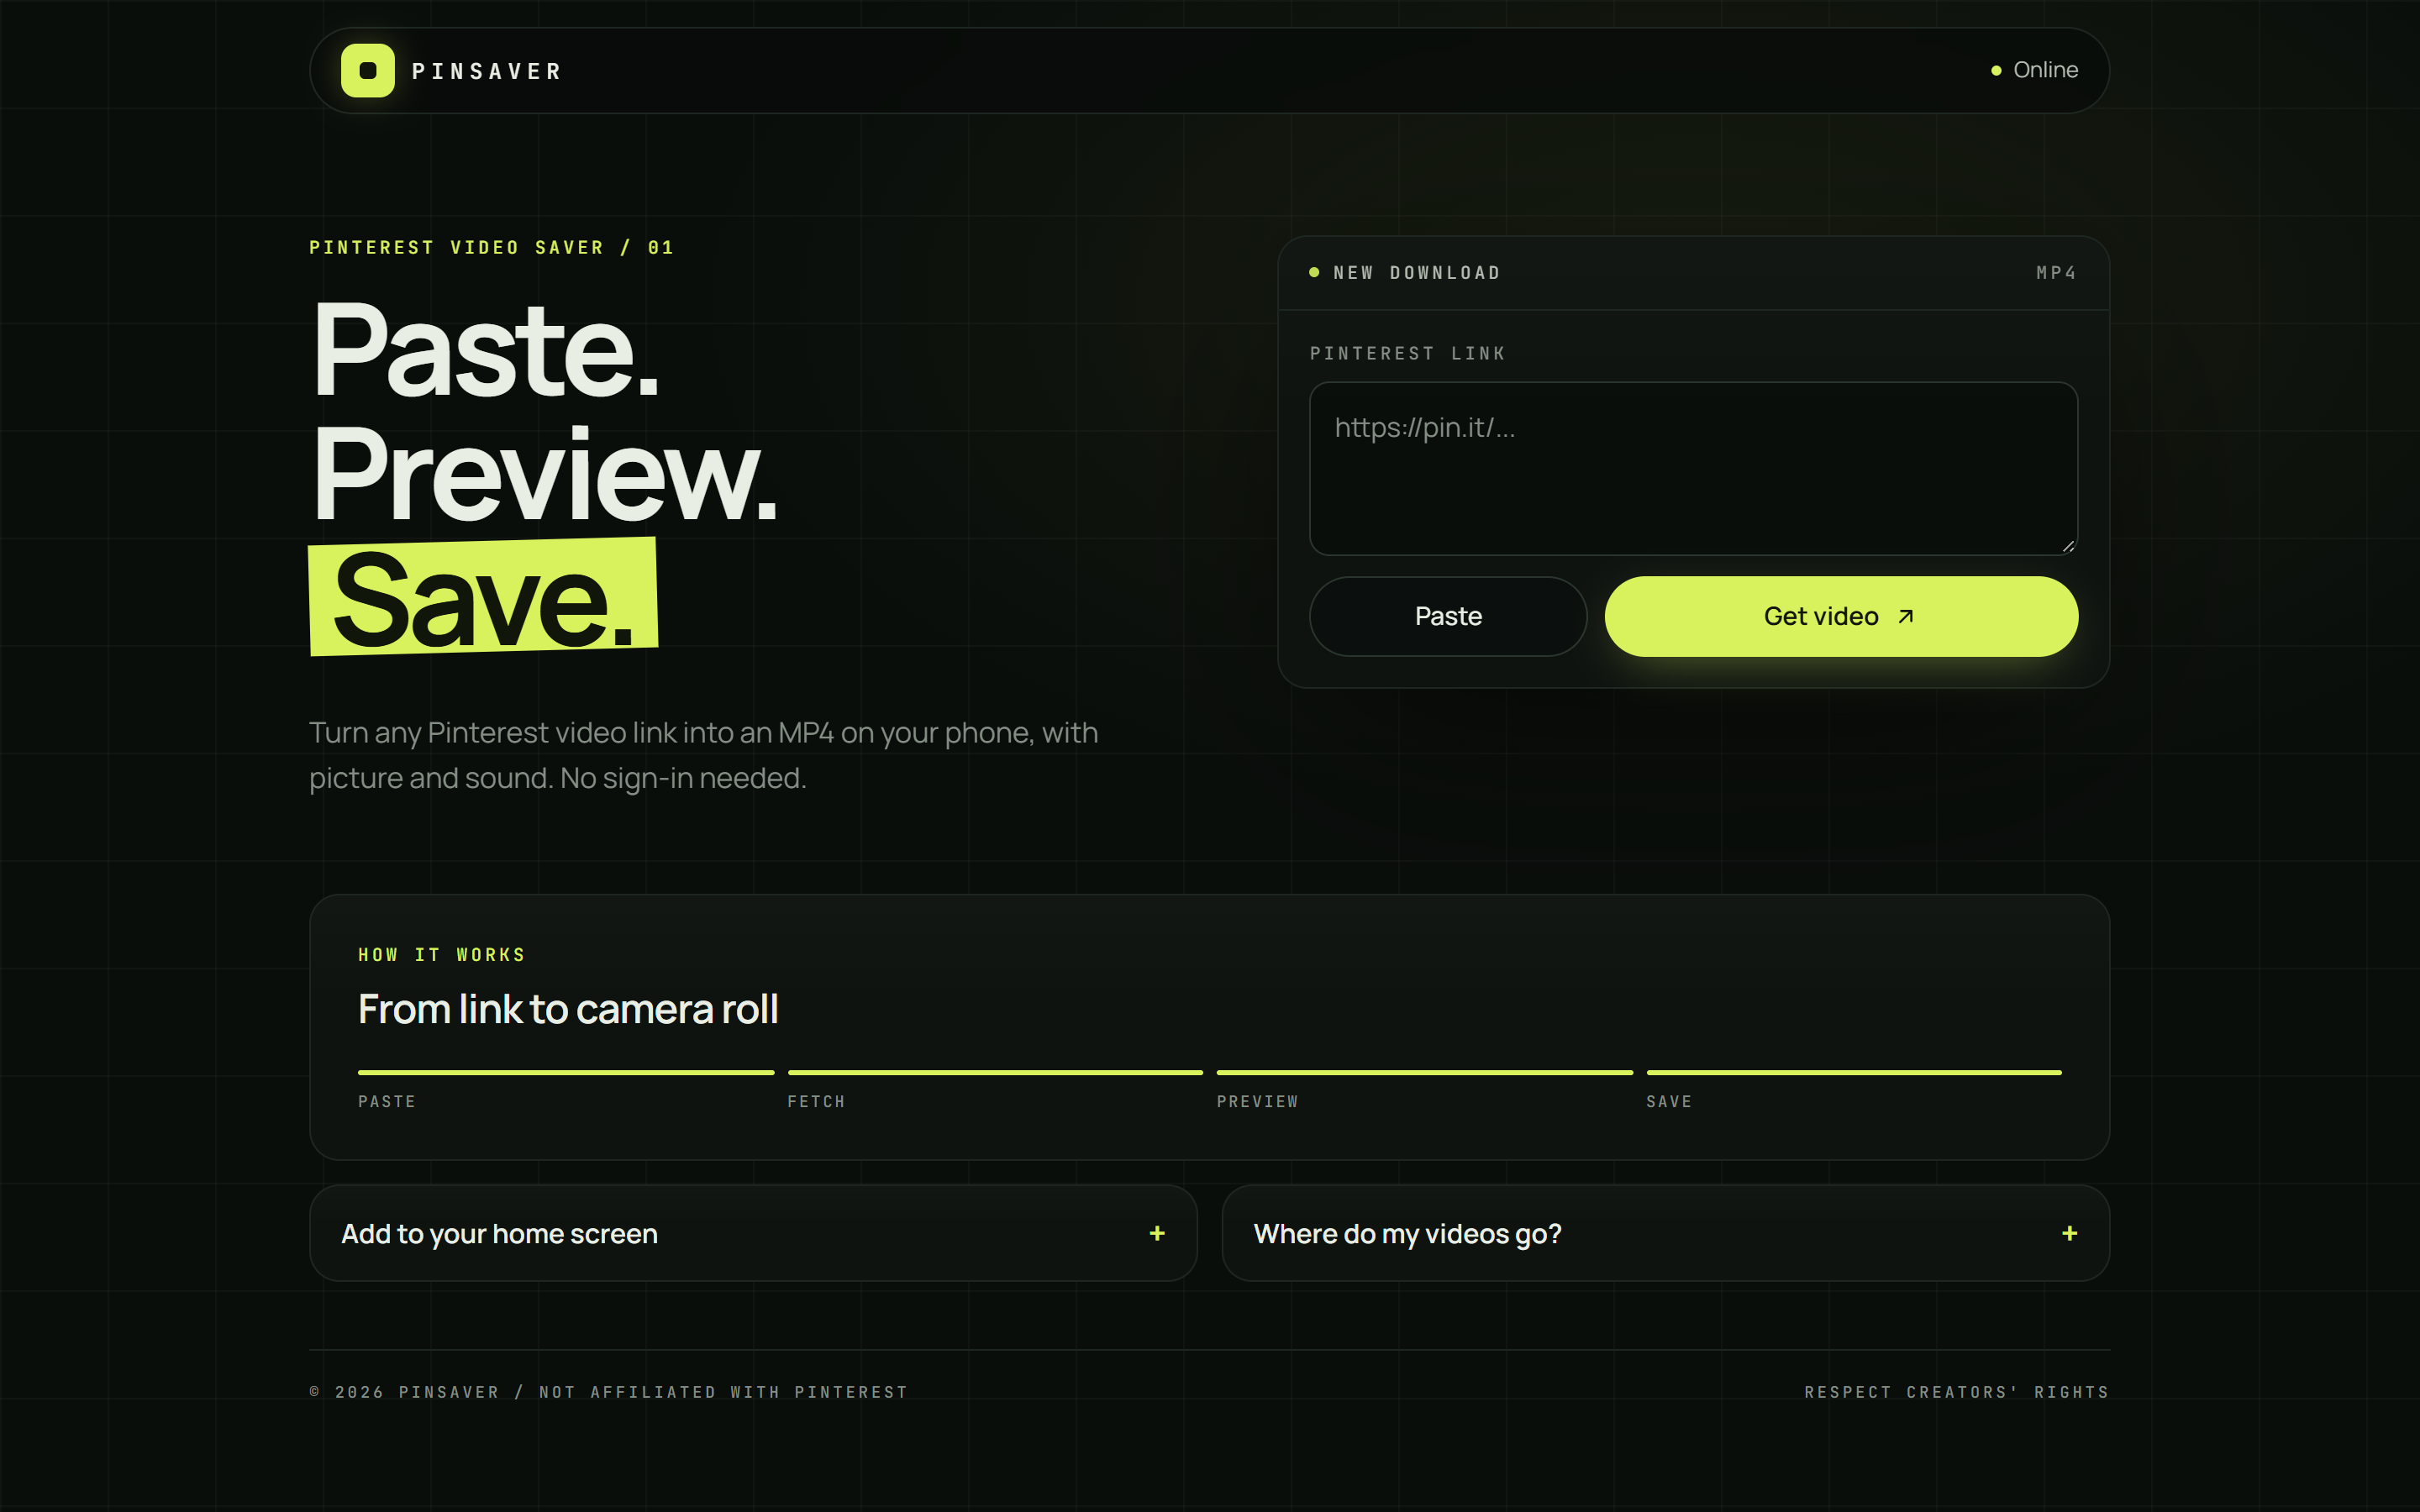 PINSAVER
Online
PINTEREST VIDEO SAVER / 01
Paste.
Preview.
Save.
Turn any Pinterest video link into an MP4 on your phone, with
picture and sound. No sign-in needed.
NEW DOWNLOAD
MP4
PINTEREST LINK
https://pin.it/...
Paste
Get video ↗
HOW IT WORKS
From link to camera roll
PASTE
FETCH
PREVIEW
SAVE
Add to your home screen +
Where do my videos go? +
© 2026 PINSAVER / NOT AFFILIATED WITH PINTEREST
RESPECT CREATORS' RIGHTS